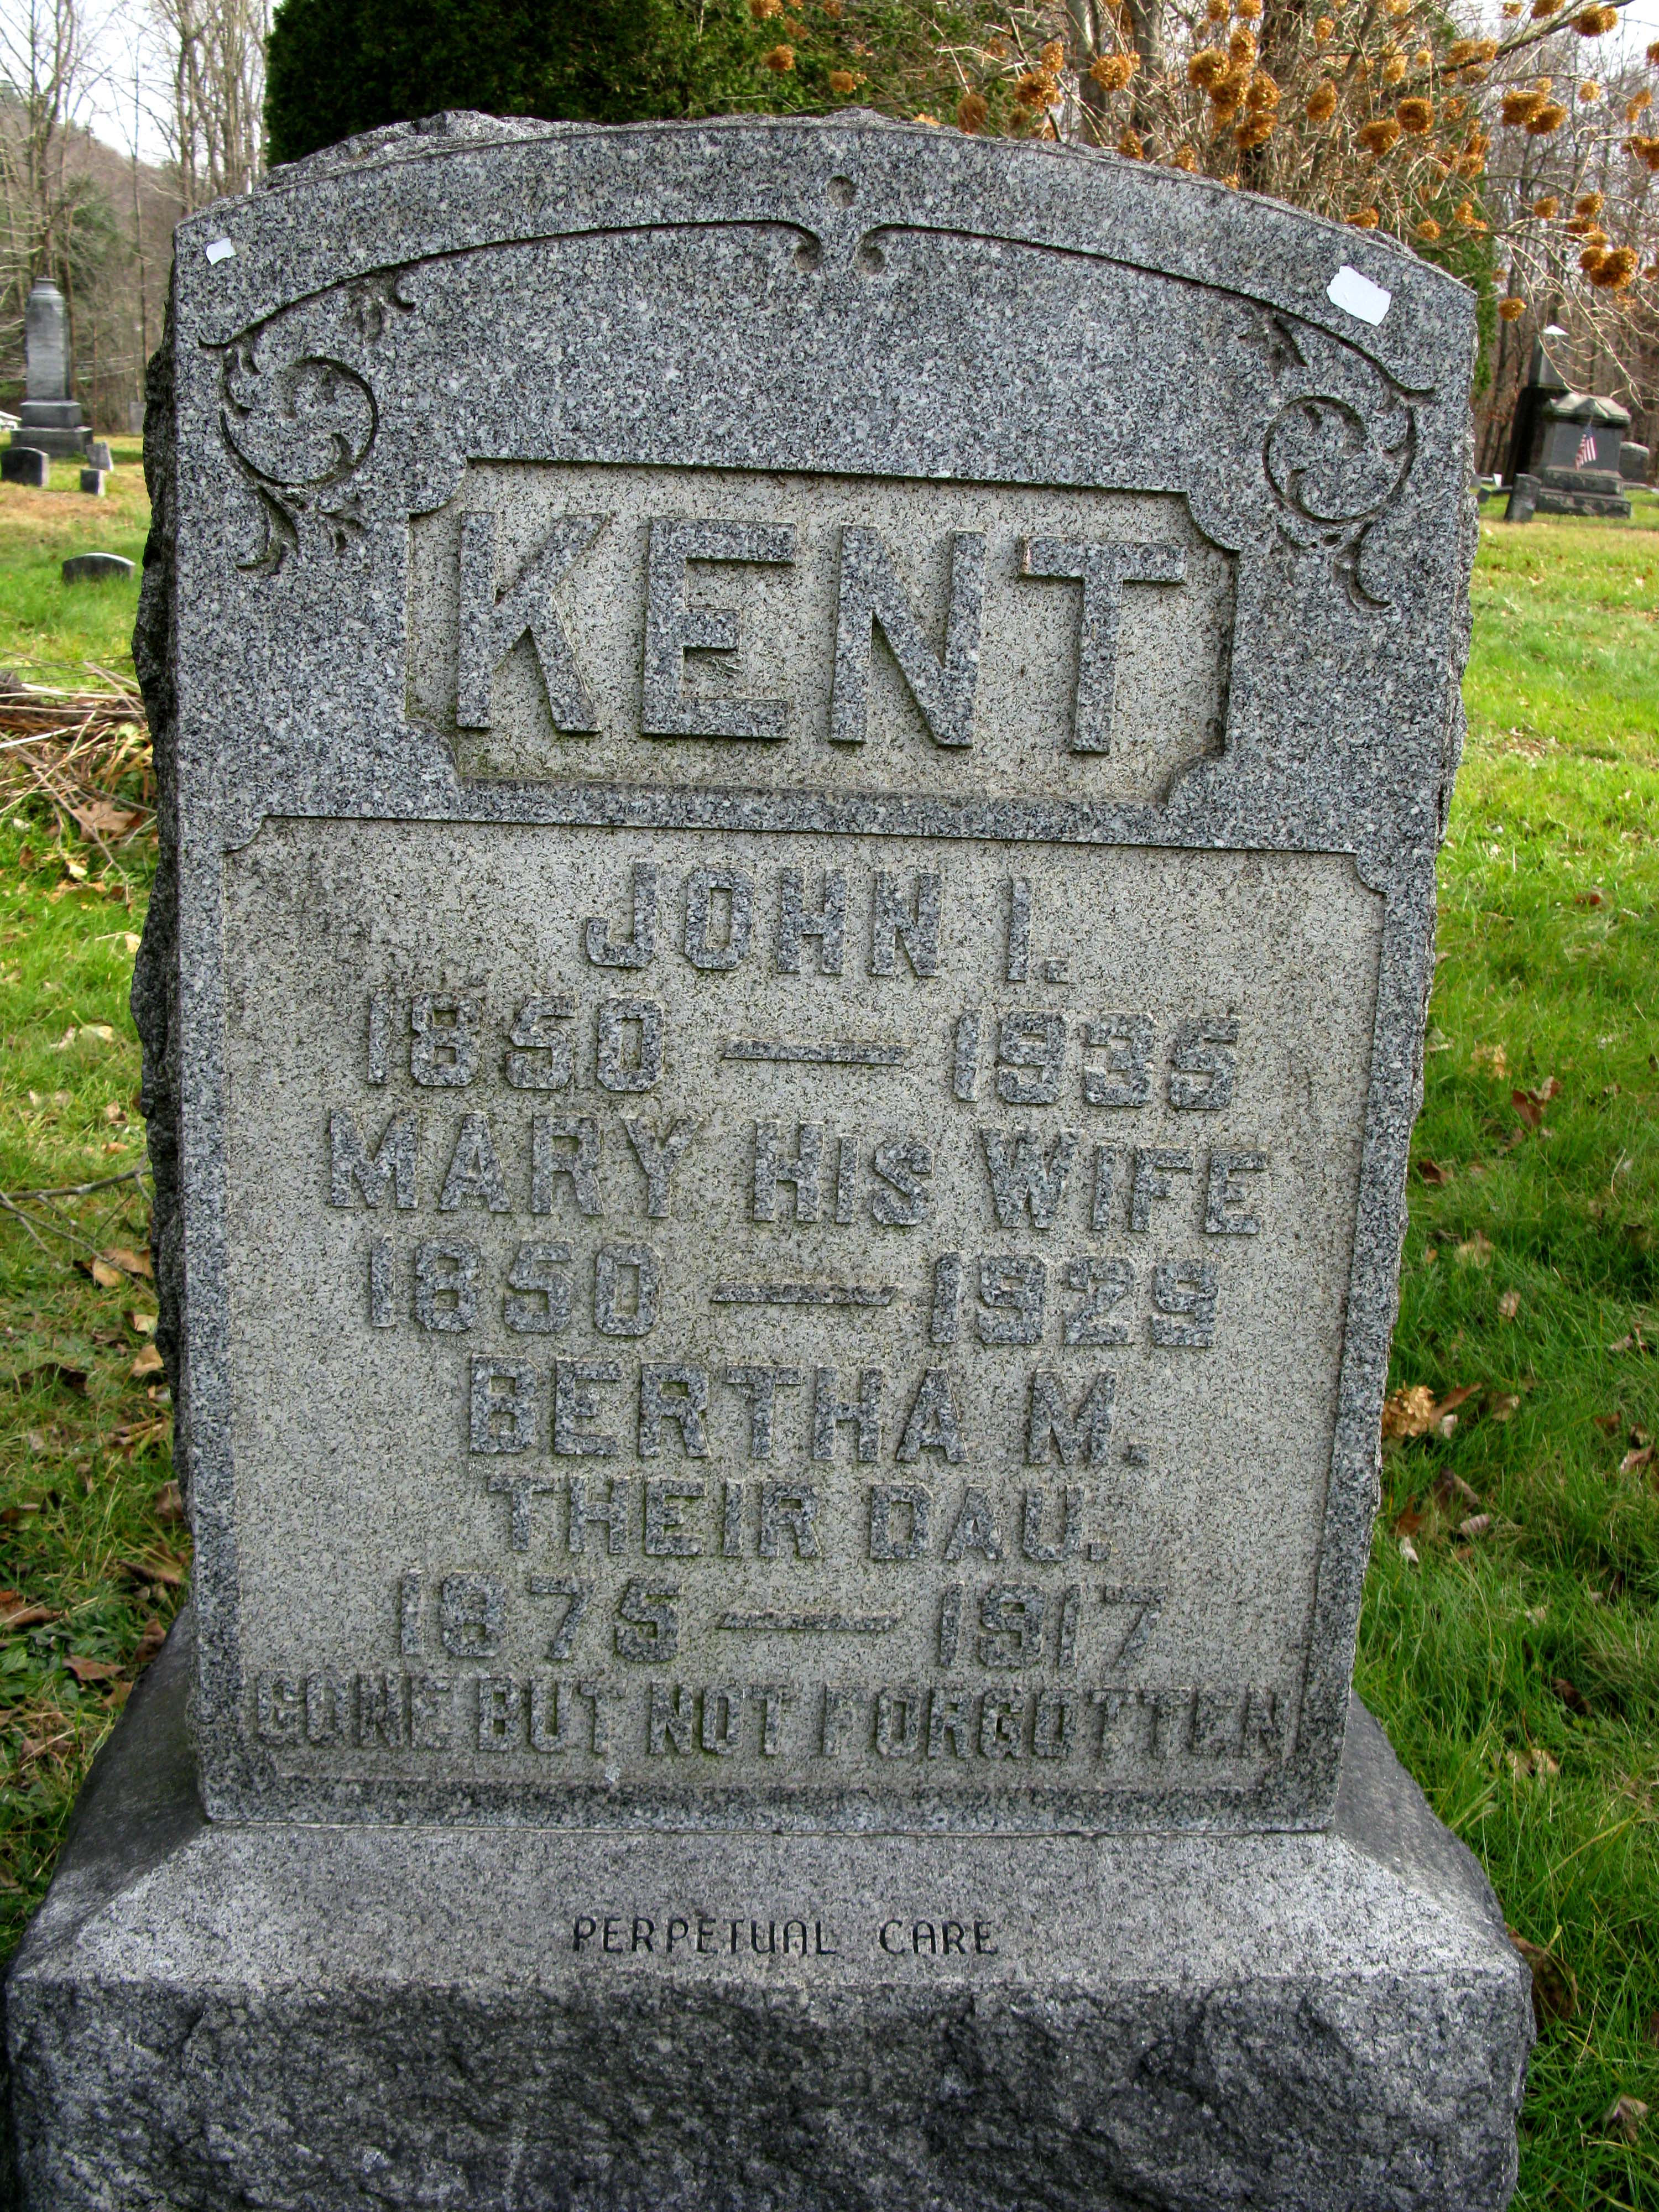 KENT
JOHN I.
1850 — 1935
MARY HIS WIFE
1850 — 1929
BERTHA M.
THEIR DAU.
1875 — 1917
GONE BUT NOT FORGOTTEN
PERPETUAL CARE